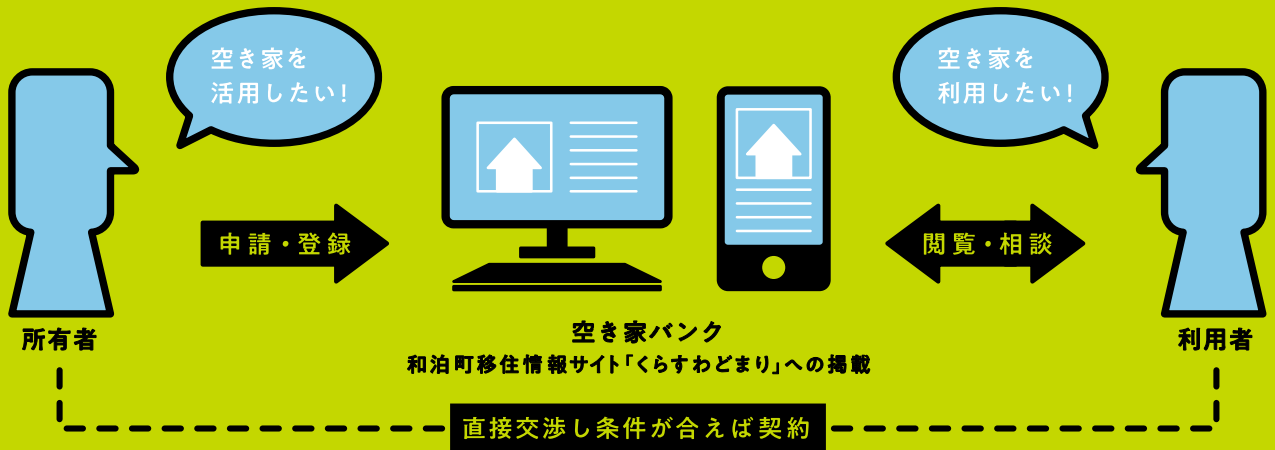 空き家を
活用したい!
空き家を
利用したい!
申請・登録
閲覧・相談
所有者
空き家バンク
和泊町移住情報サイト「くらすわどまり」への掲載
利用者
直接交渉し条件が合えば契約